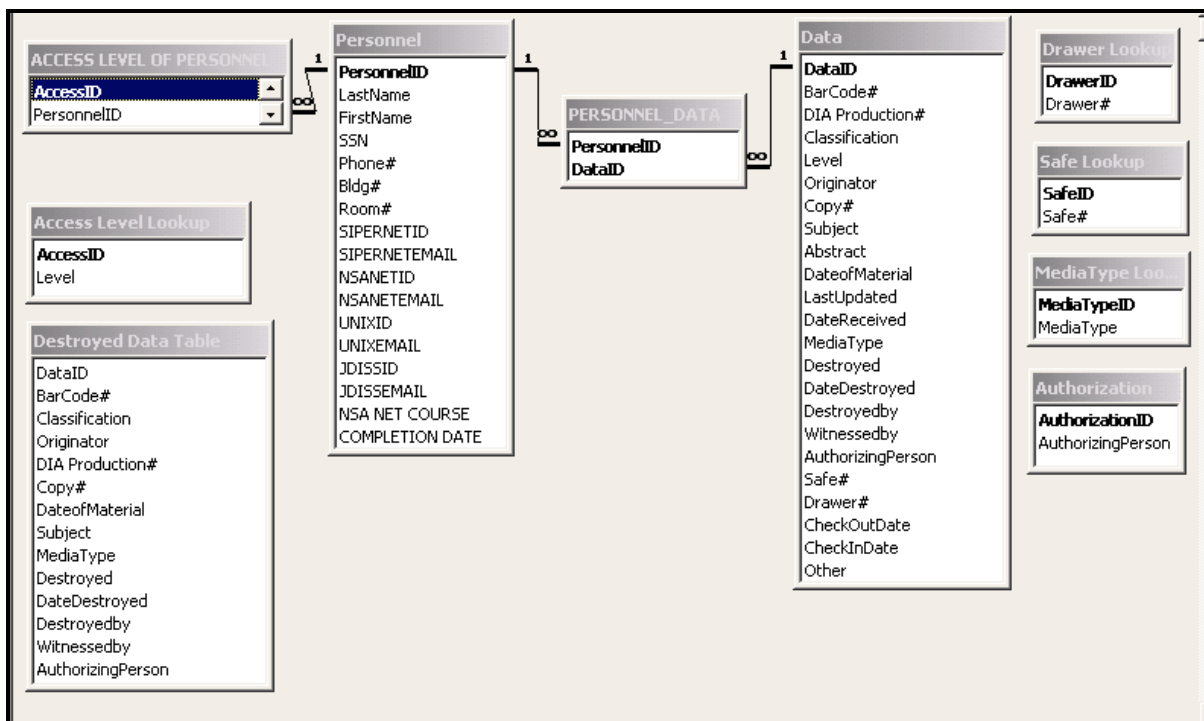 ACCESS LEVEL OF PERSONNEL
AccessID
PersonnelID
1
∞
Access Level Lookup
AccessID
Level
Destroyed Data Table
DataID
BarCode#
Classification
Originator
DIA Production#
Copy#
DateofMaterial
Subject
MediaType
Destroyed
DateDestroyed
Destroyedby
Witnessedby
AuthorizingPerson
Personnel
PersonnelID
LastName
FirstName
SSN
Phone#
Bldg#
Room#
SIPERNETID
SIPERNETEMAIL
NSANETID
NSANETEMAIL
UNIXID
UNIXEMAIL
JDISSID
JDISSEMAIL
NSA NET COURSE
COMPLETION DATE
1
∞
PERSONNEL_DATA
PersonnelID
DataID
1
∞
Data
DataID
BarCode#
DIA Production#
Classification
Level
Originator
Copy#
Subject
Abstract
DateofMaterial
LastUpdated
DateReceived
MediaType
Destroyed
DateDestroyed
Destroyedby
Witnessedby
AuthorizingPerson
Safe#
Drawer#
CheckOutDate
CheckInDate
Other
Drawer Lookup
DrawerID
Drawer#
Safe Lookup
SafeID
Safe#
MediaType Loo...
MediaTypeID
MediaType
Authorization
AuthorizationID
AuthorizingPerson